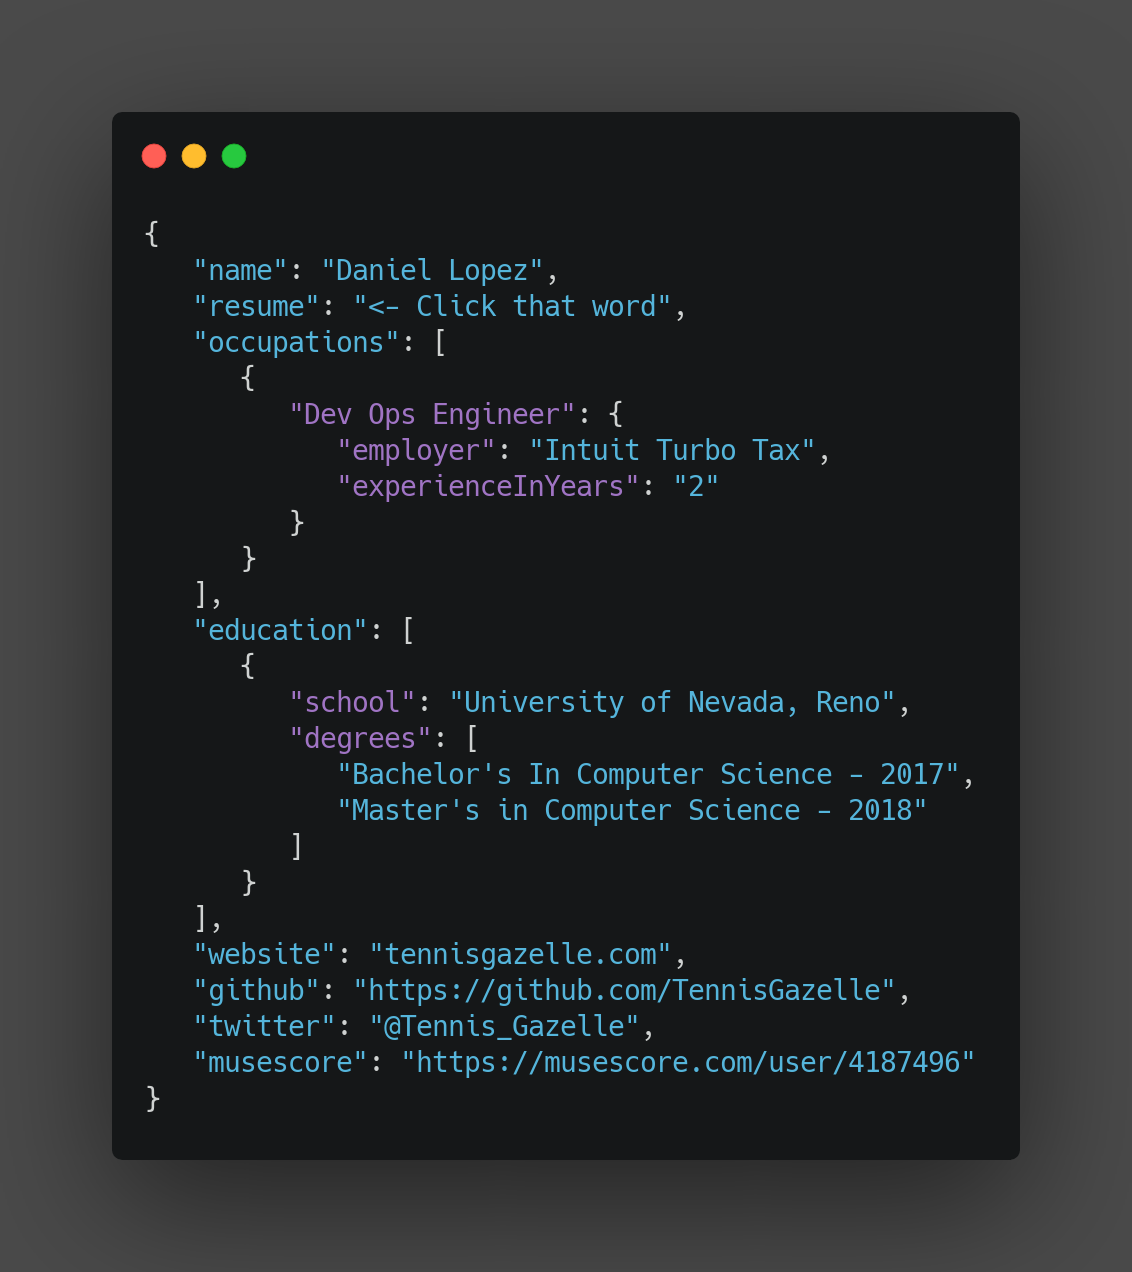 {
   "name": "Daniel Lopez",
   "resume": "<- Click that word",
   "occupations": [
      {
         "Dev Ops Engineer": {
            "employer": "Intuit Turbo Tax",
            "experienceInYears": "2"
         }
      }
   ],
   "education": [
      {
         "school": "University of Nevada, Reno",
         "degrees": [
            "Bachelor's In Computer Science - 2017",
            "Master's in Computer Science - 2018"
         ]
      }
   ],
   "website": "tennisgazelle.com",
   "github": "https://github.com/TennisGazelle",
   "twitter": "@Tennis_Gazelle",
   "musescore": "https://musescore.com/user/4187496"
}